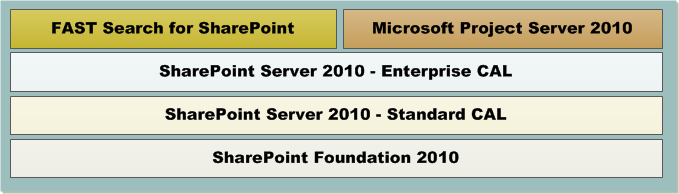 FAST Search for SharePoint
Microsoft Project Server 2010
SharePoint Server 2010 - Enterprise CAL
SharePoint Server 2010 - Standard CAL
SharePoint Foundation 2010